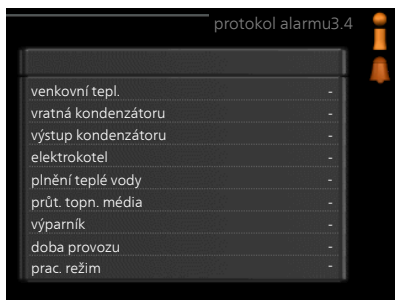 protokol alarmu3.4
venkovní tepl. -
vratná kondenzátoru -
výstup kondenzátoru -
elektrokotel -
plnění teplé vody -
průt. topn. média -
výparník -
doba provozu -
prac. režim -